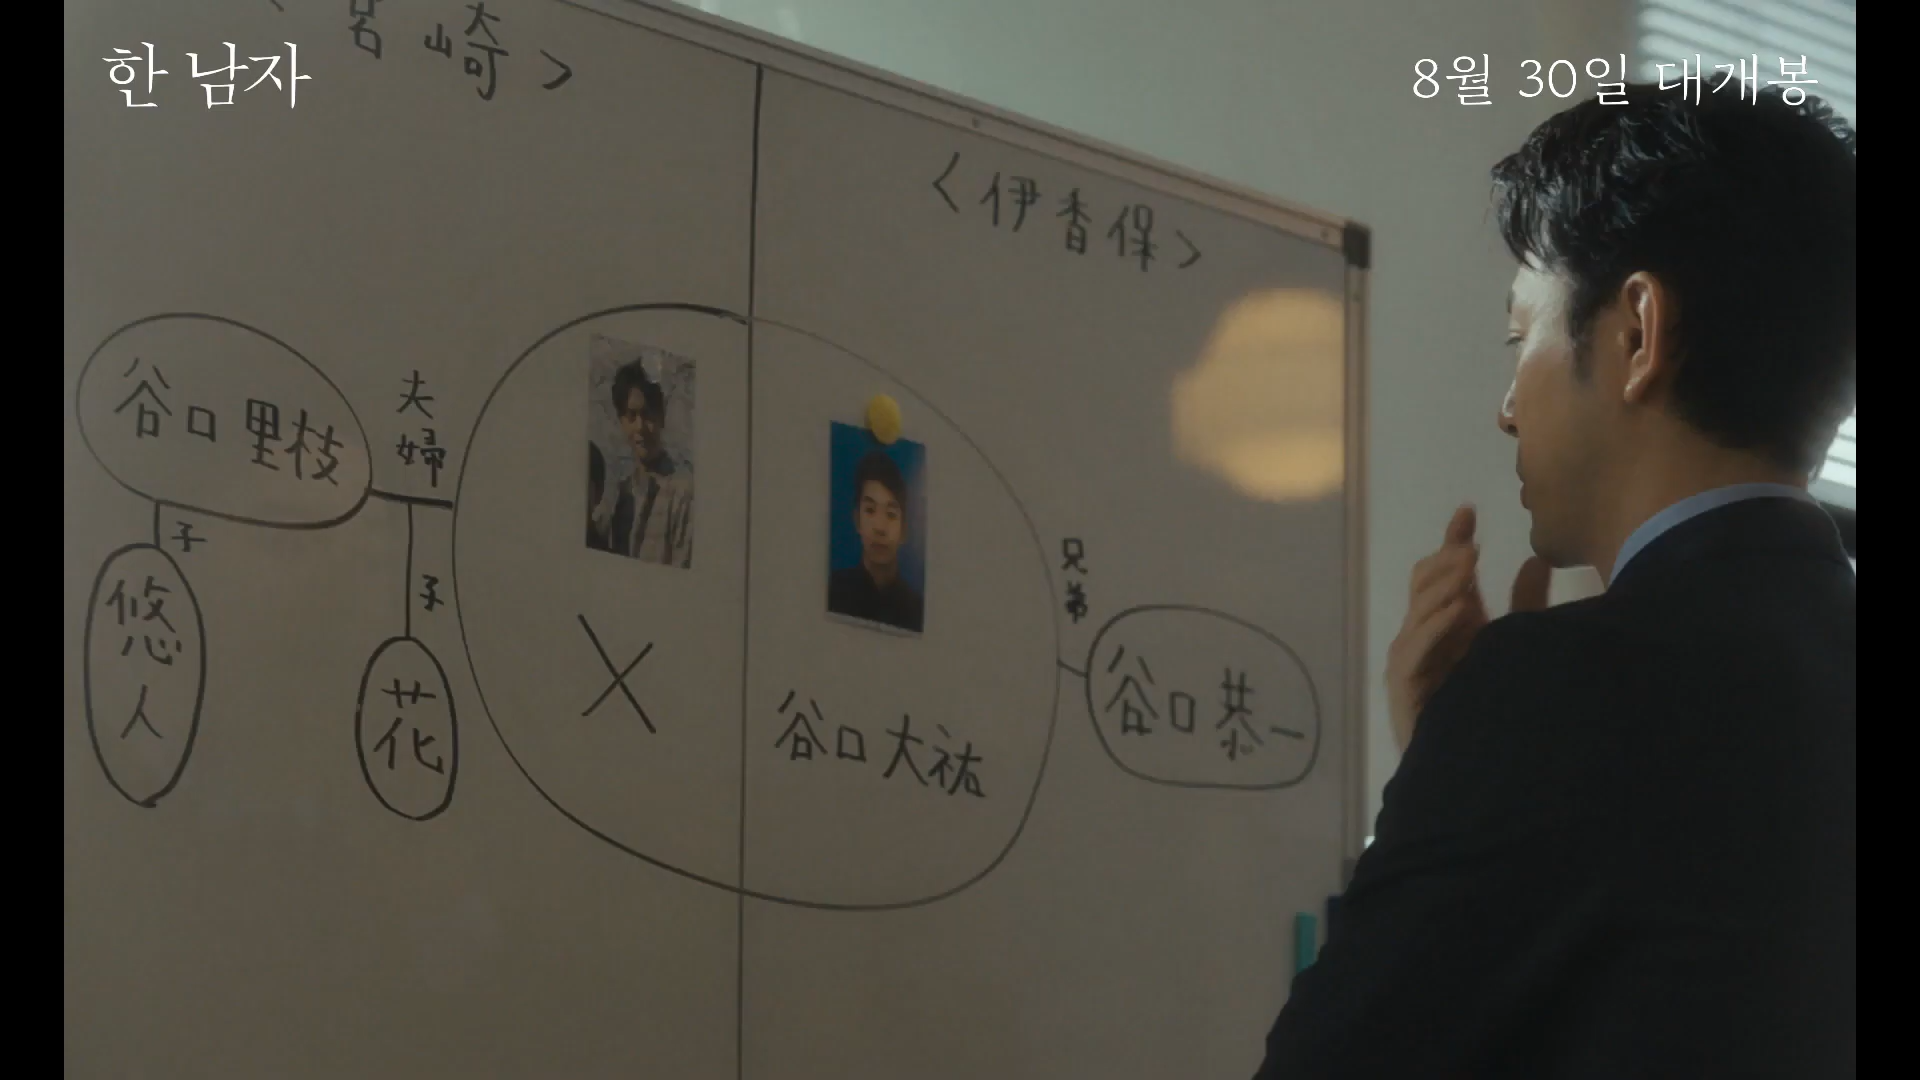 한 남자
8월 30일 대개봉
宮崎>
<伊香保>
谷口里枝
夫婦
子
悠人
子
花
X
谷口大祐
兄弟
谷口恭一